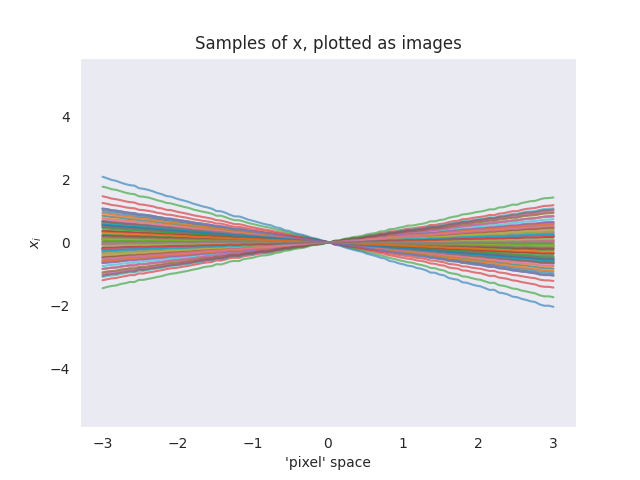 Samples of x, plotted as images
4
2
0
−2
−4
x_i
−3 −2 −1 0 1 2 3
'pixel' space